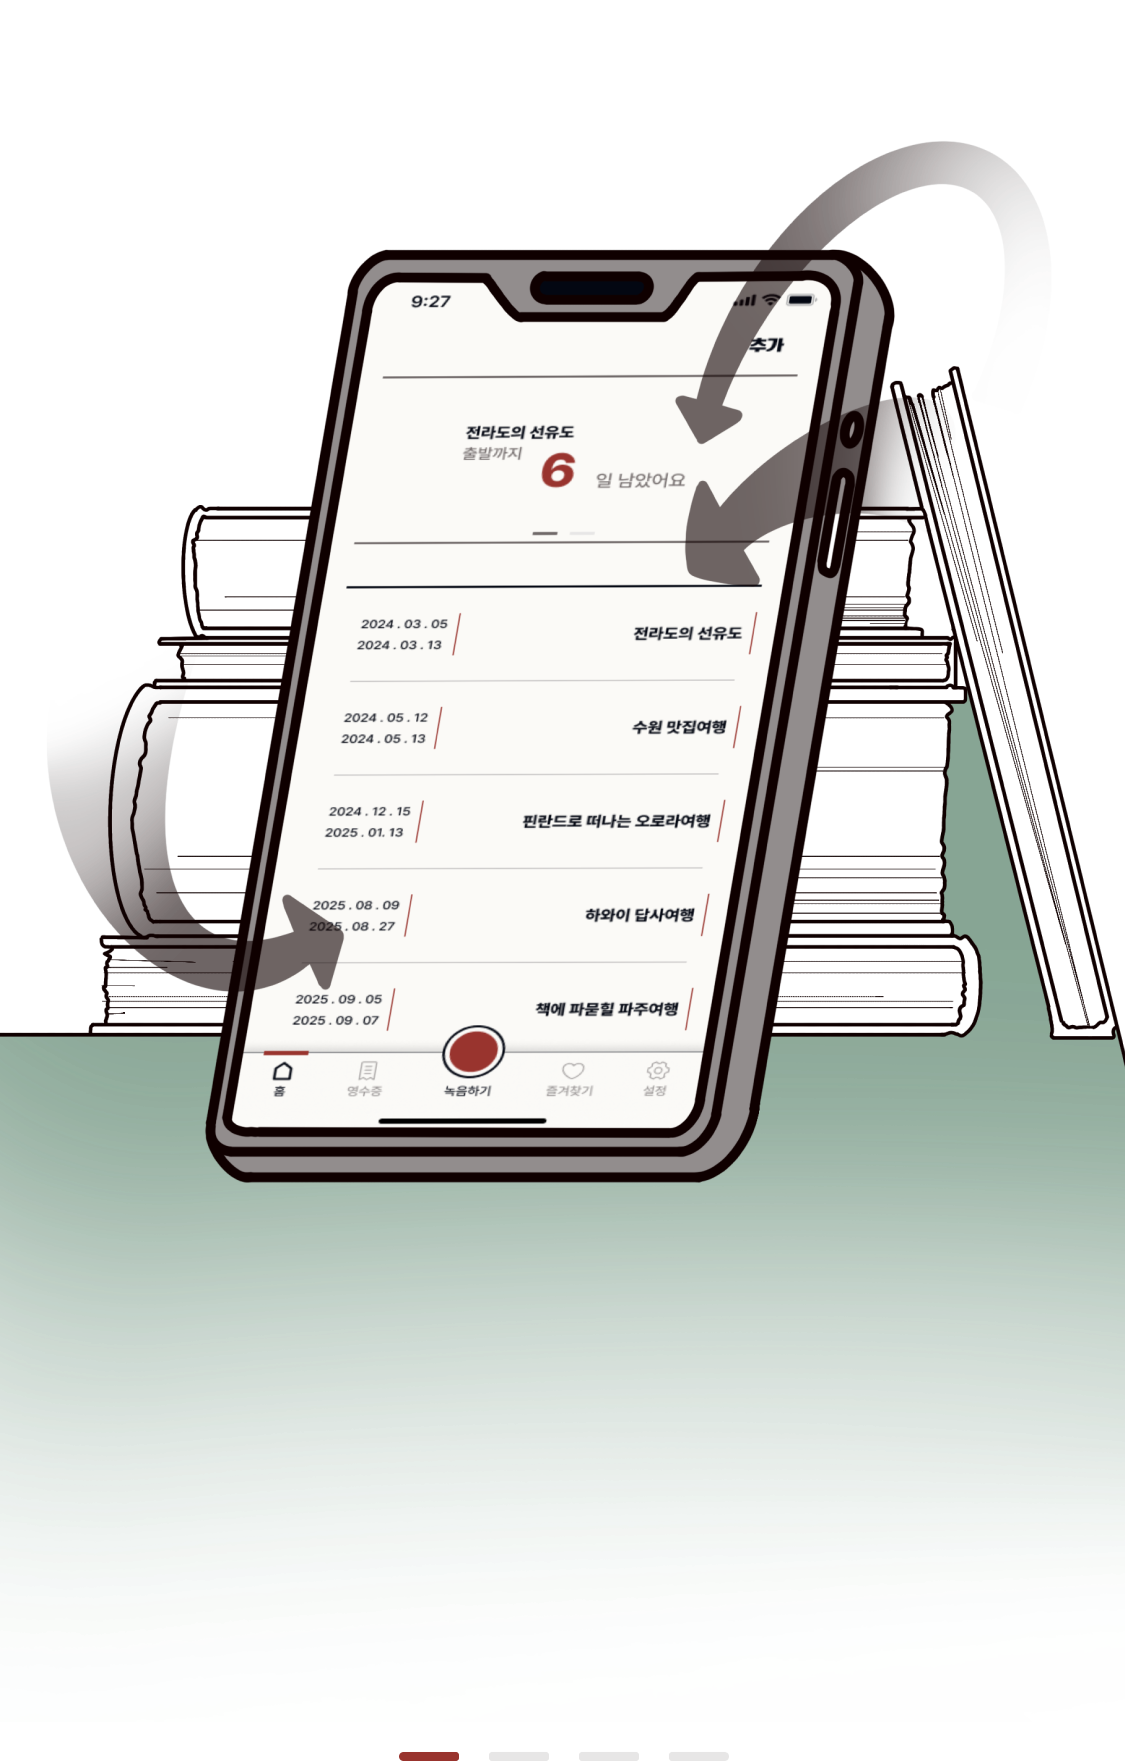 9:27
추가
전라도의 선유도
출발까지
6 일 남았어요
2024 . 03 . 05
2024 . 03 . 13
전라도의 선유도
2024 . 05 . 12
2024 . 05 . 13
수원 맛집여행
2024 . 12 . 15
2025 . 01. 13
핀란드로 떠나는 오로라여행
2025 . 08 . 09
2025 . 08 . 27
하와이 답사여행
2025 . 09 . 05
2025 . 09 . 07
책에 파묻힐 파주여행
홈 영수증 녹음하기 즐겨찾기 설정